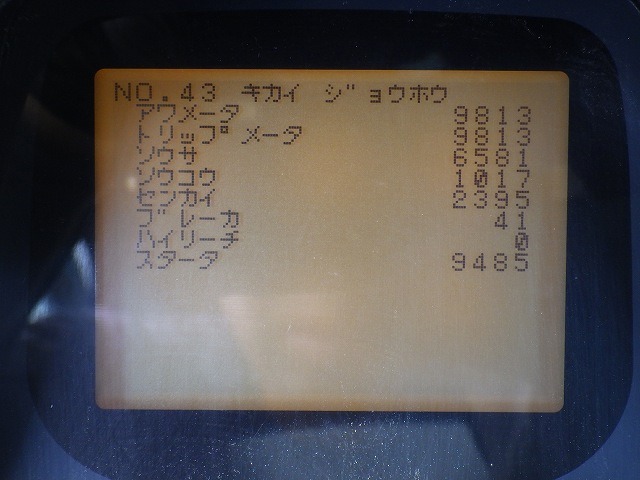 NO.43 キカイ ジョウホウ
アワメータ 9813
トリップ メータ 9813
ソウサ 6581
ソウコウ 1017
センカイ 2395
ブレーカ 41
ハイリーチ 0
スタータ 9485